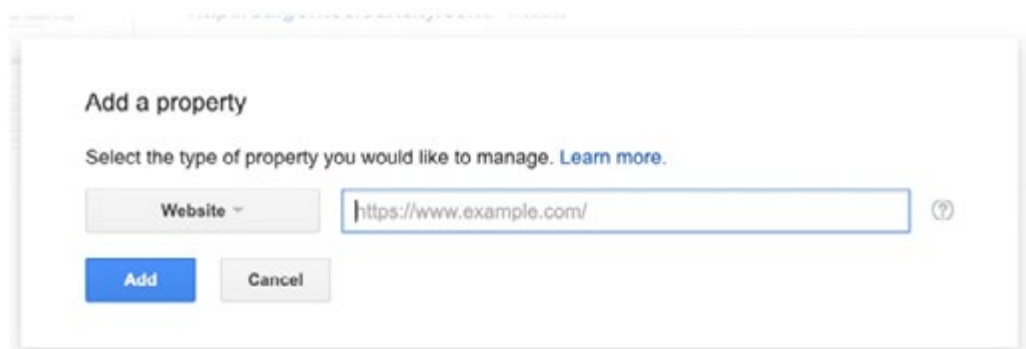 Add a property
Select the type of property you would like to manage. Learn more.
Website
https://www.example.com/
Add
Cancel